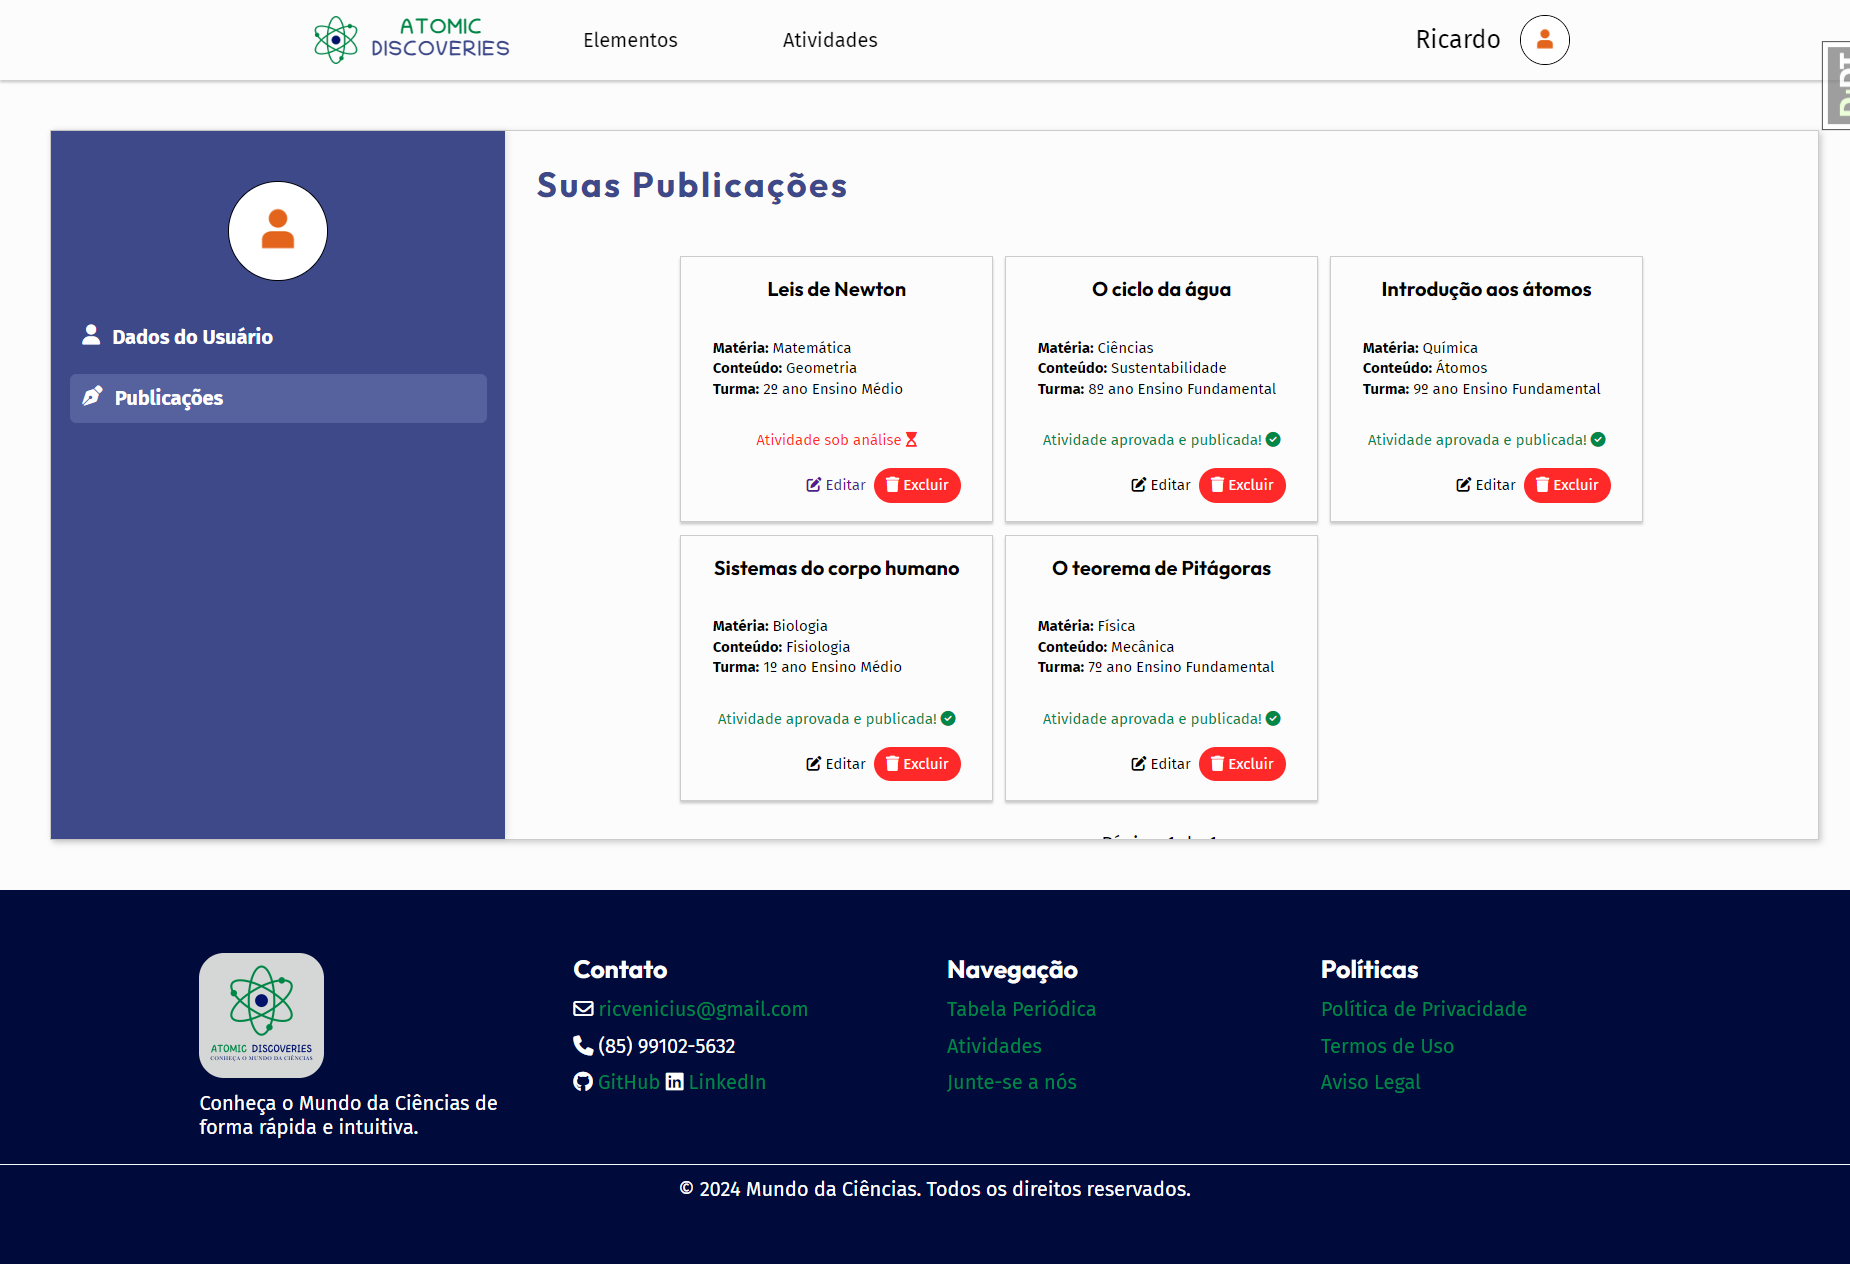 ATOMIC
DISCOVERIES
Elementos
Atividades
Ricardo
DjDT
Dados do Usuário
Publicações
Suas Publicações
Leis de Newton
Matéria: Matemática
Conteúdo: Geometria
Turma: 2º ano Ensino Médio
Atividade sob análise
Editar Excluir
O ciclo da água
Matéria: Ciências
Conteúdo: Sustentabilidade
Turma: 8º ano Ensino Fundamental
Atividade aprovada e publicada!
Editar Excluir
Introdução aos átomos
Matéria: Química
Conteúdo: Átomos
Turma: 9º ano Ensino Fundamental
Atividade aprovada e publicada!
Editar Excluir
Sistemas do corpo humano
Matéria: Biologia
Conteúdo: Fisiologia
Turma: 1º ano Ensino Médio
Atividade aprovada e publicada!
Editar Excluir
O teorema de Pitágoras
Matéria: Física
Conteúdo: Mecânica
Turma: 7º ano Ensino Fundamental
Atividade aprovada e publicada!
Editar Excluir
ATOMIC DISCOVERIES
CONHEÇA O MUNDO DA CIÊNCIAS
Conheça o Mundo da Ciências de
forma rápida e intuitiva.
Contato
ricvenicius@gmail.com
(85) 99102-5632
GitHub LinkedIn
Navegação
Tabela Periódica
Atividades
Junte-se a nós
Políticas
Política de Privacidade
Termos de Uso
Aviso Legal
© 2024 Mundo da Ciências. Todos os direitos reservados.